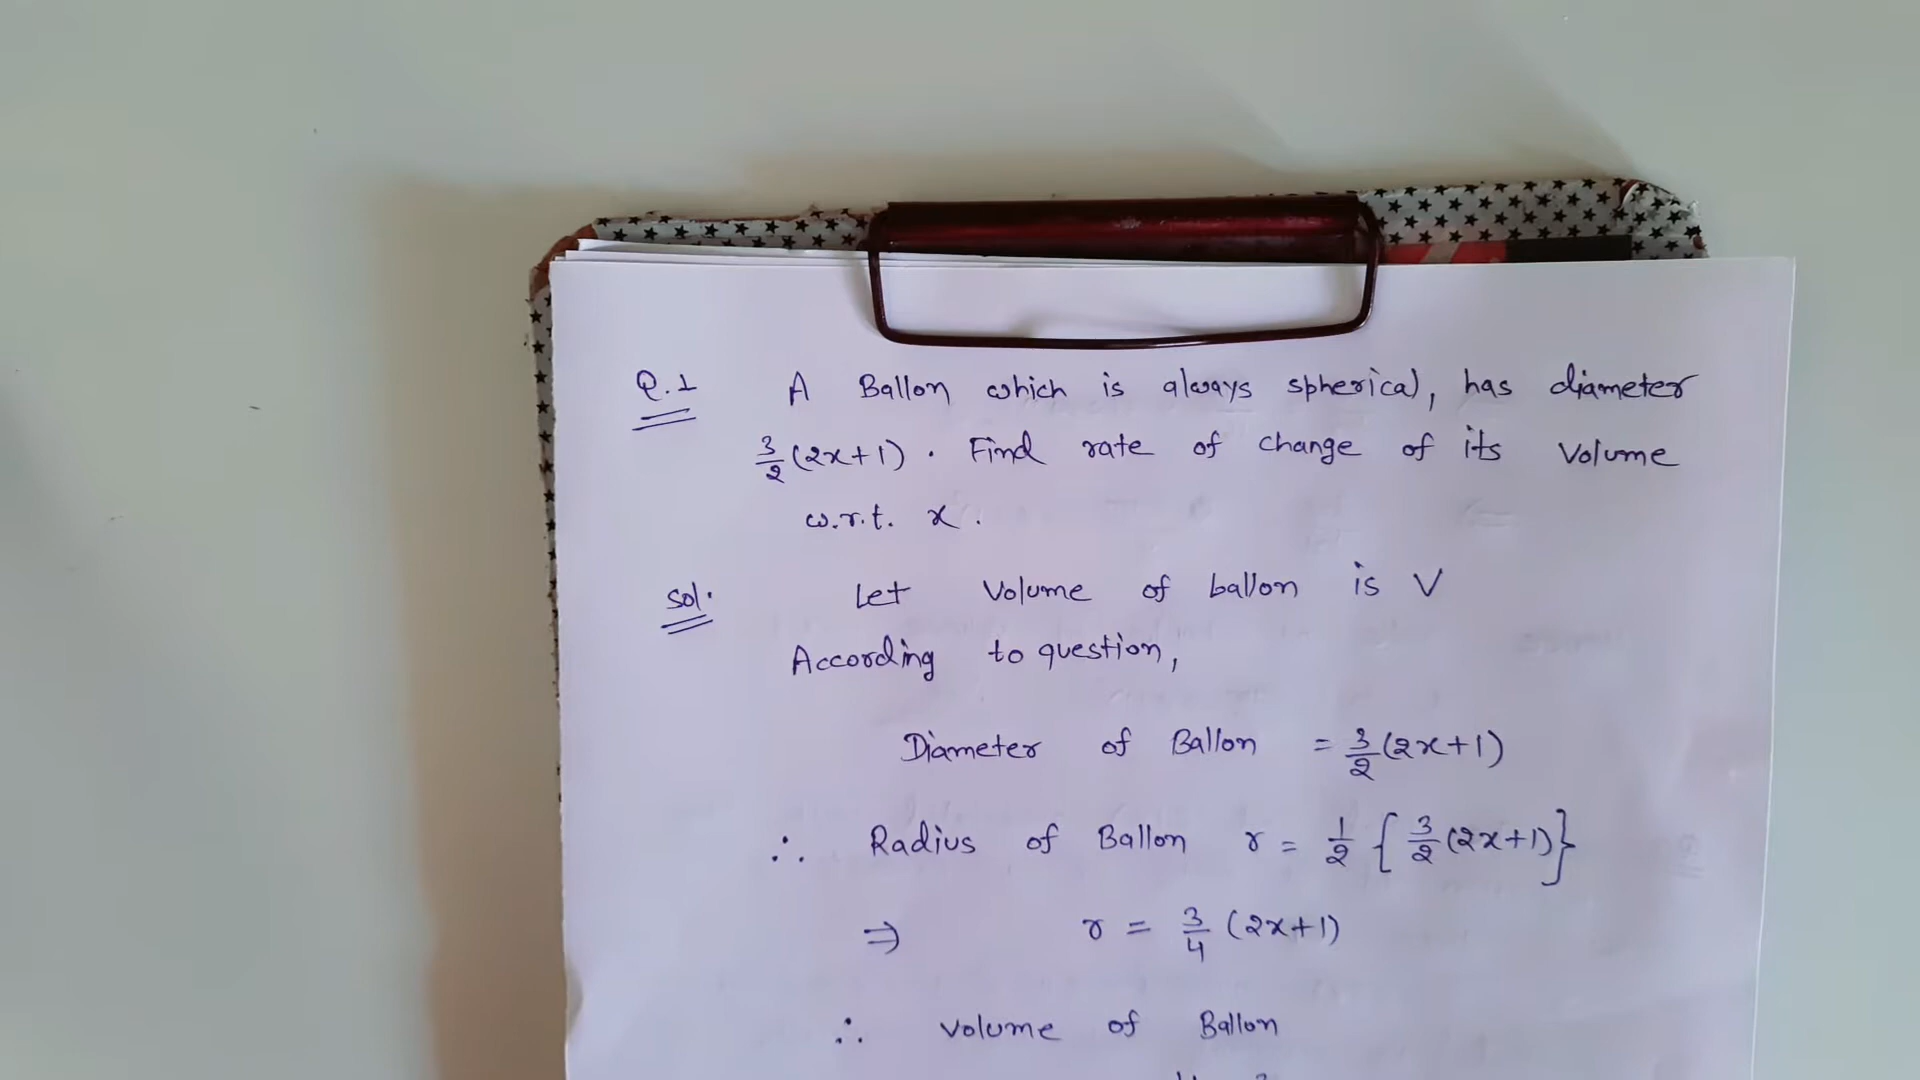 Q.1 A Ballon which is always spherical, has diameter
3/2 (2x+1). Find rate of change of its Volume
w.r.t. x.
Sol. Let Volume of ballon is V
According to question,
Diameter of Ballon = 3/2 (2x+1)
∴ Radius of Ballon r = 1/2 { 3/2 (2x+1)}
⇒ r = 3/4 (2x+1)
∴ Volume of Ballon